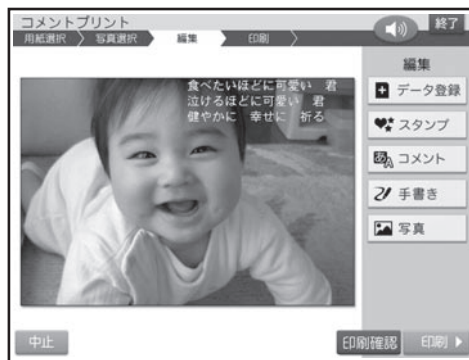 コメントプリント
終了
用紙選択 写真選択 編集 印刷
食べたいほどに可愛い 君
泣けるほどに可愛い 君
健やかに 幸せに 祈る
編集
データ登録
スタンプ
あA コメント
手書き
写真
中止
印刷確認
印刷